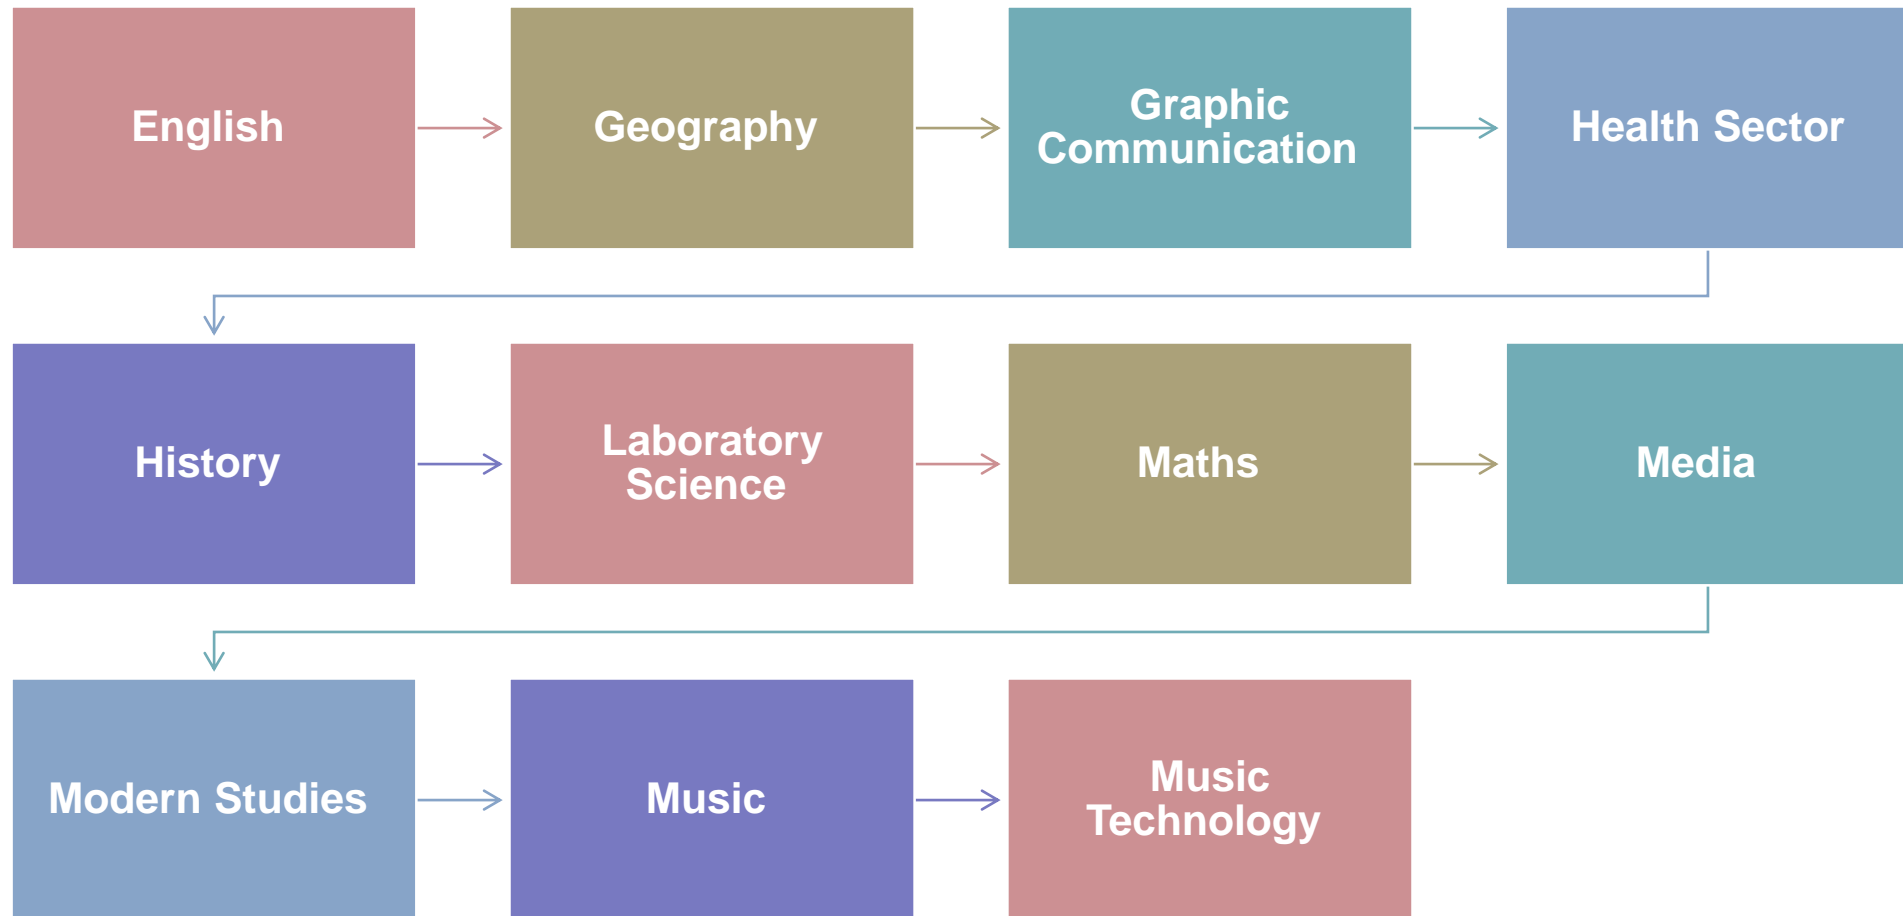 English
Geography
Graphic
Communication
Health Sector
History
Laboratory
Science
Maths
Media
Modern Studies
Music
Music
Technology